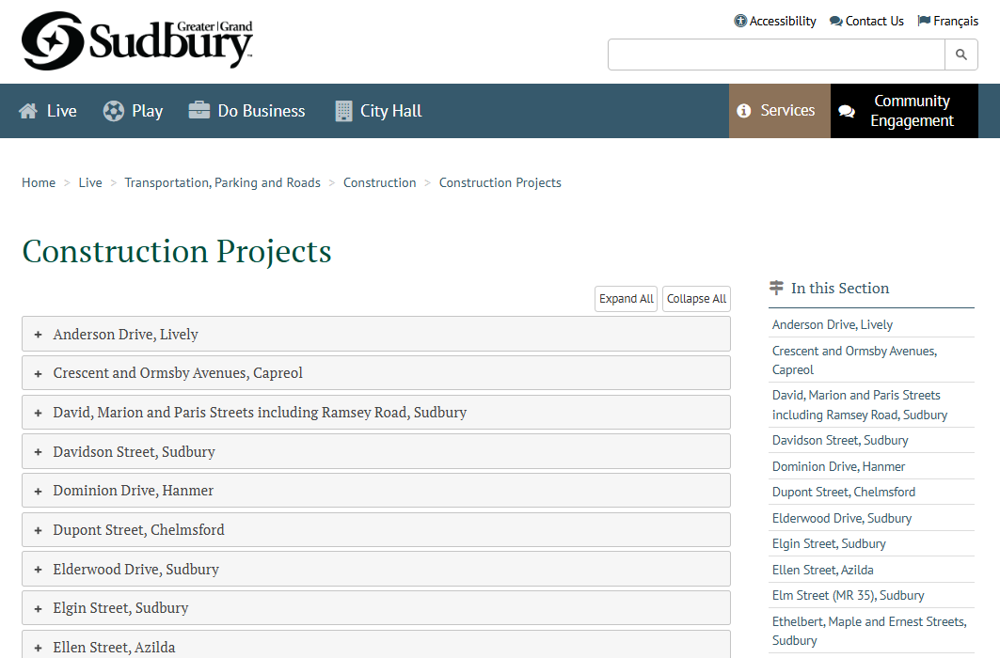 Greater | Grand
Sudbury™
Accessibility Contact Us Français
Live Play Do Business City Hall Services Community
Engagement
Home > Live > Transportation, Parking and Roads > Construction > Construction Projects
Construction Projects
Expand All Collapse All
+ Anderson Drive, Lively
+ Crescent and Ormsby Avenues, Capreol
+ David, Marion and Paris Streets including Ramsey Road, Sudbury
+ Davidson Street, Sudbury
+ Dominion Drive, Hanmer
+ Dupont Street, Chelmsford
+ Elderwood Drive, Sudbury
+ Elgin Street, Sudbury
+ Ellen Street, Azilda
In this Section
Anderson Drive, Lively
Crescent and Ormsby Avenues,
Capreol
David, Marion and Paris Streets
including Ramsey Road, Sudbury
Davidson Street, Sudbury
Dominion Drive, Hanmer
Dupont Street, Chelmsford
Elderwood Drive, Sudbury
Elgin Street, Sudbury
Ellen Street, Azilda
Elm Street (MR 35), Sudbury
Ethelbert, Maple and Ernest Streets,
Sudbury